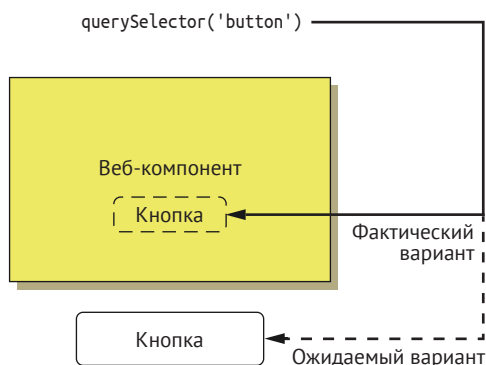 querySelector('button')
Веб-компонент
Кнопка
Фактический
вариант
Кнопка
Ожидаемый вариант